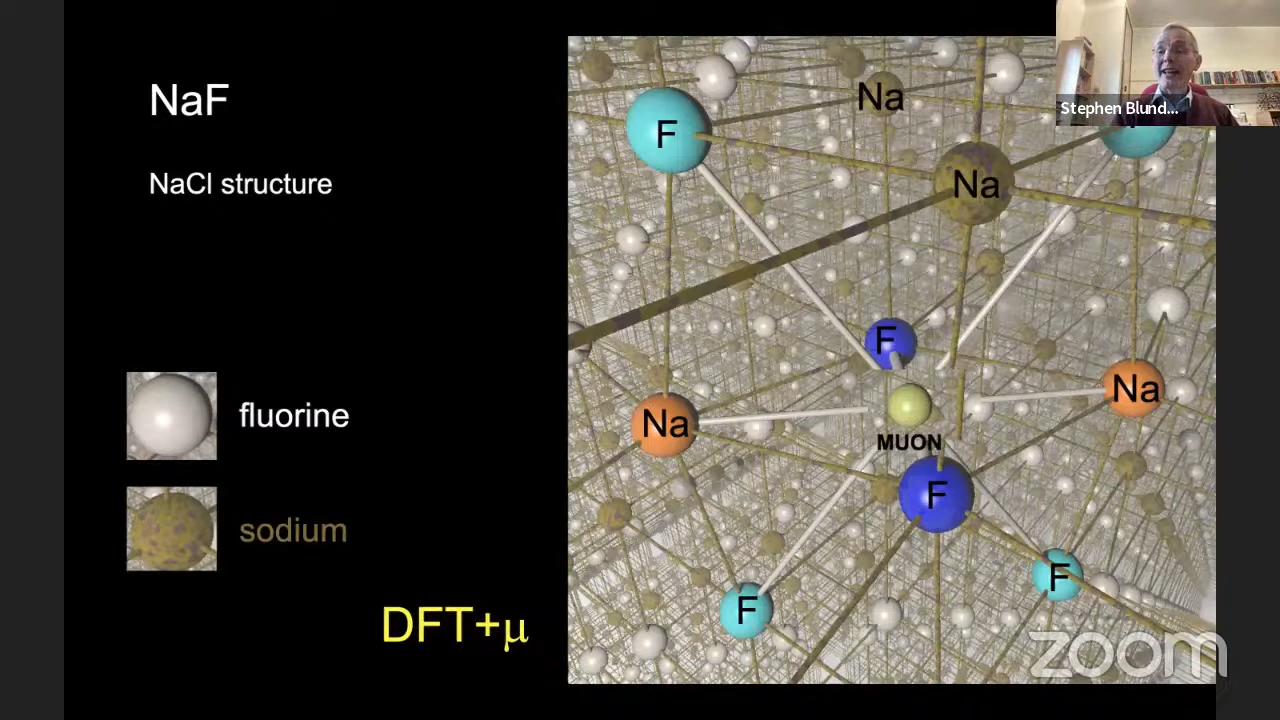 NaF
NaCl structure
fluorine
sodium
DFT+μ
Na
F
Na
F
Na
Na
MUON
F
F
F
Stephen Blund...
zoom